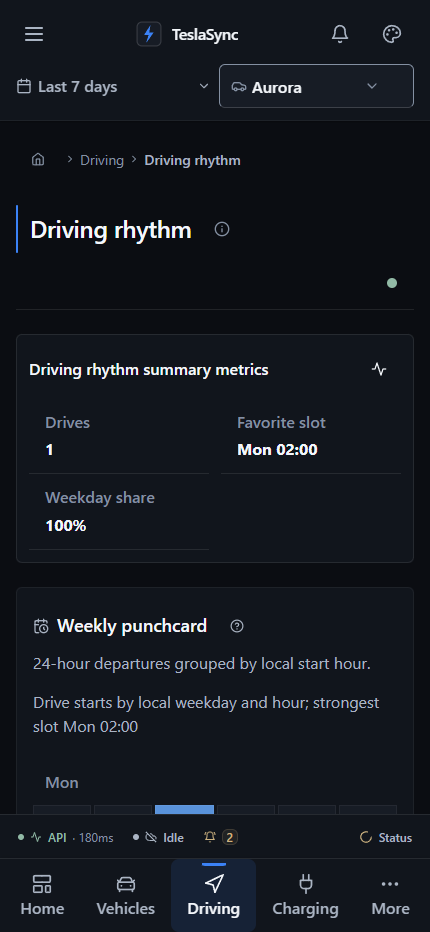 TeslaSync
Last 7 days
Aurora
Driving
Driving rhythm
Driving rhythm
Driving rhythm summary metrics
Drives
1
Favorite slot
Mon 02:00
Weekday share
100%
Weekly punchcard
24-hour departures grouped by local start hour.
Drive starts by local weekday and hour; strongest
slot Mon 02:00
Mon
API · 180ms
Idle
2
Status
Home
Vehicles
Driving
Charging
More